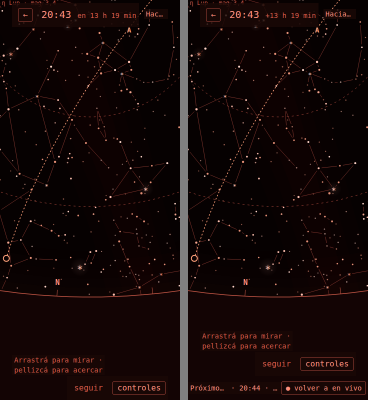 ← · 20:43 en 13 h 19 min · Hac…
A
N
Arrastrá para mirar ·
pellizcá para acercar
seguir controles
← · 20:43 +13 h 19 min · Hacia…
A
N
Arrastrá para mirar ·
pellizcá para acercar
seguir controles
Próximo… · 20:44 · … ● volver a en vivo